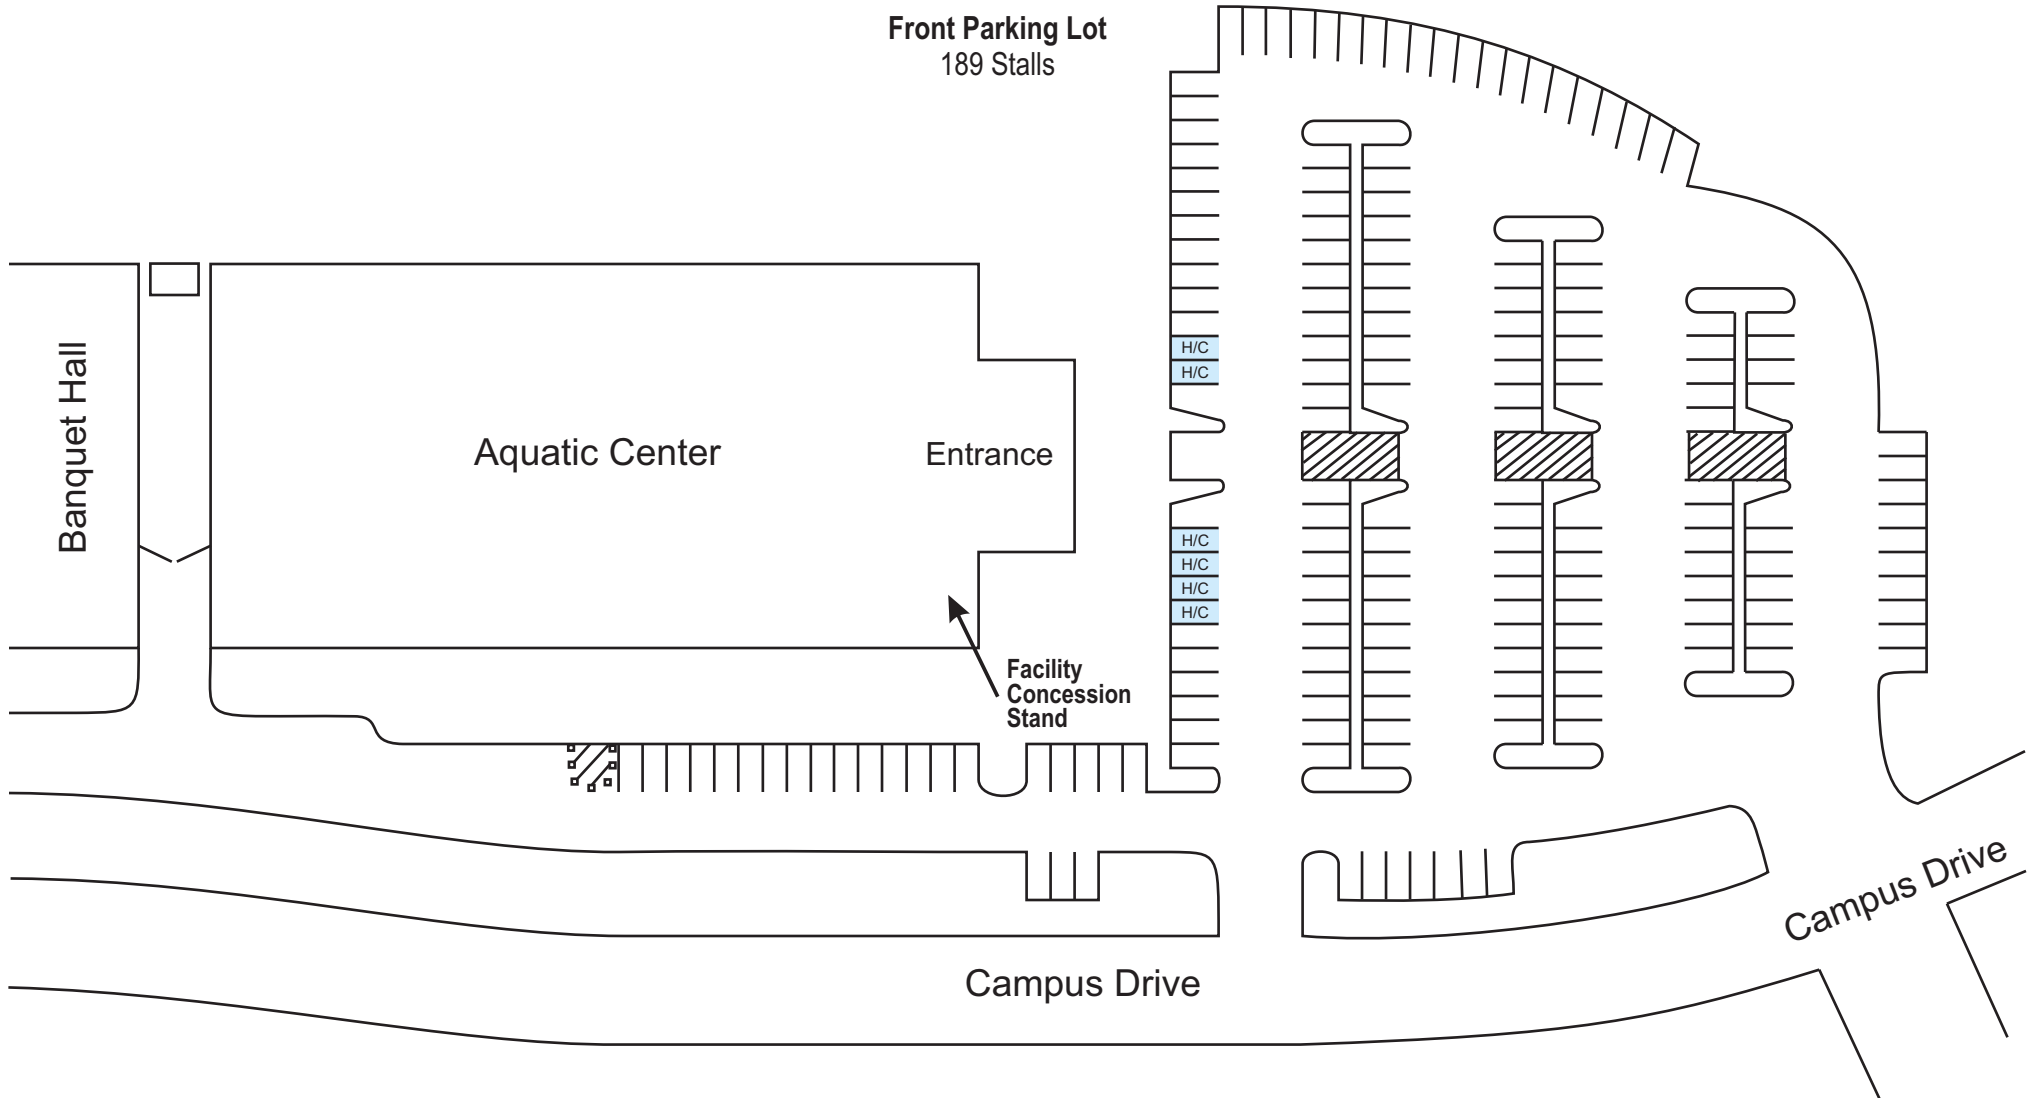 Front Parking Lot
189 Stalls
H/C
H/C
Banquet Hall
Aquatic Center
Entrance
H/C
H/C
H/C
H/C
Facility
Concession
Stand
Campus Drive
Campus Drive